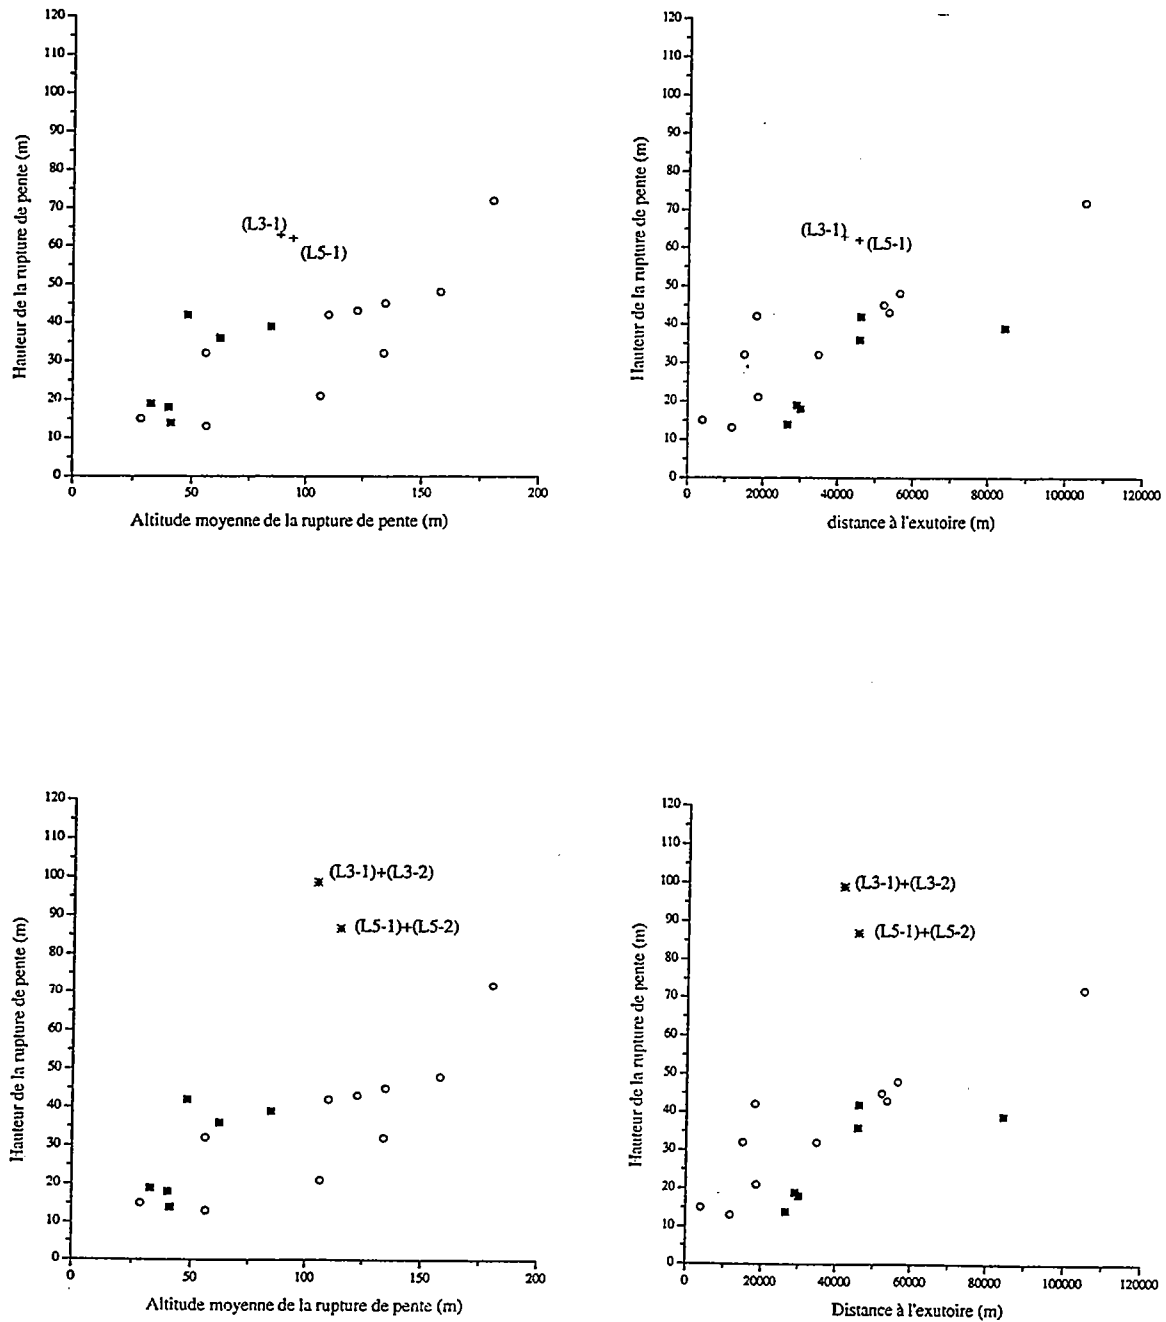 120
110
100
90
80
70
60
50
40
30
20
10
0
Hauteur de la rupture de pente (m)
(L3-1)
(L5-1)
0 50 100 150 200
Altitude moyenne de la rupture de pente (m)
120
110
100
90
80
70
60
50
40
30
20
10
0
Hauteur de la rupture de pente (m)
(L3-1)
(L5-1)
0 20000 40000 60000 80000 100000 120000
distance à l'exutoire (m)
120
110
100
90
80
70
60
50
40
30
20
10
0
Hauteur de la rupture de pente (m)
(L3-1)+(L3-2)
(L5-1)+(L5-2)
0 50 100 150 200
Altitude moyenne de la rupture de pente (m)
120
110
100
90
80
70
60
50
40
30
20
10
0
Hauteur de la rupture de pente (m)
(L3-1)+(L3-2)
(L5-1)+(L5-2)
0 20000 40000 60000 80000 100000 120000
Distance à l'exutoire (m)